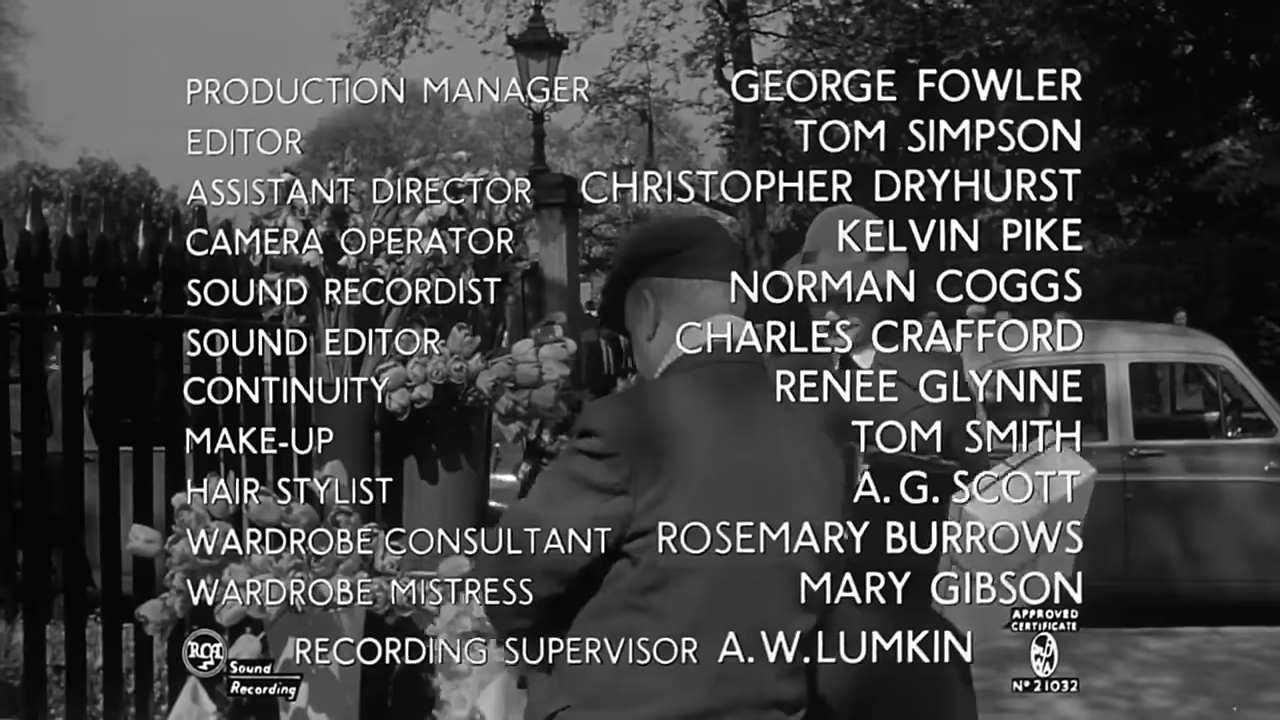 PRODUCTION MANAGER GEORGE FOWLER
EDITOR TOM SIMPSON
ASSISTANT DIRECTOR CHRISTOPHER DRYHURST
CAMERA OPERATOR KELVIN PIKE
SOUND RECORDIST NORMAN COGGS
SOUND EDITOR CHARLES CRAFFORD
CONTINUITY RENEE GLYNNE
MAKE-UP TOM SMITH
HAIR STYLIST A. G. SCOTT
WARDROBE CONSULTANT ROSEMARY BURROWS
WARDROBE MISTRESS MARY GIBSON
RECORDING SUPERVISOR A. W. LUMKIN
RCA
Sound
Recording
APPROVED
CERTIFICATE
Nº 21032